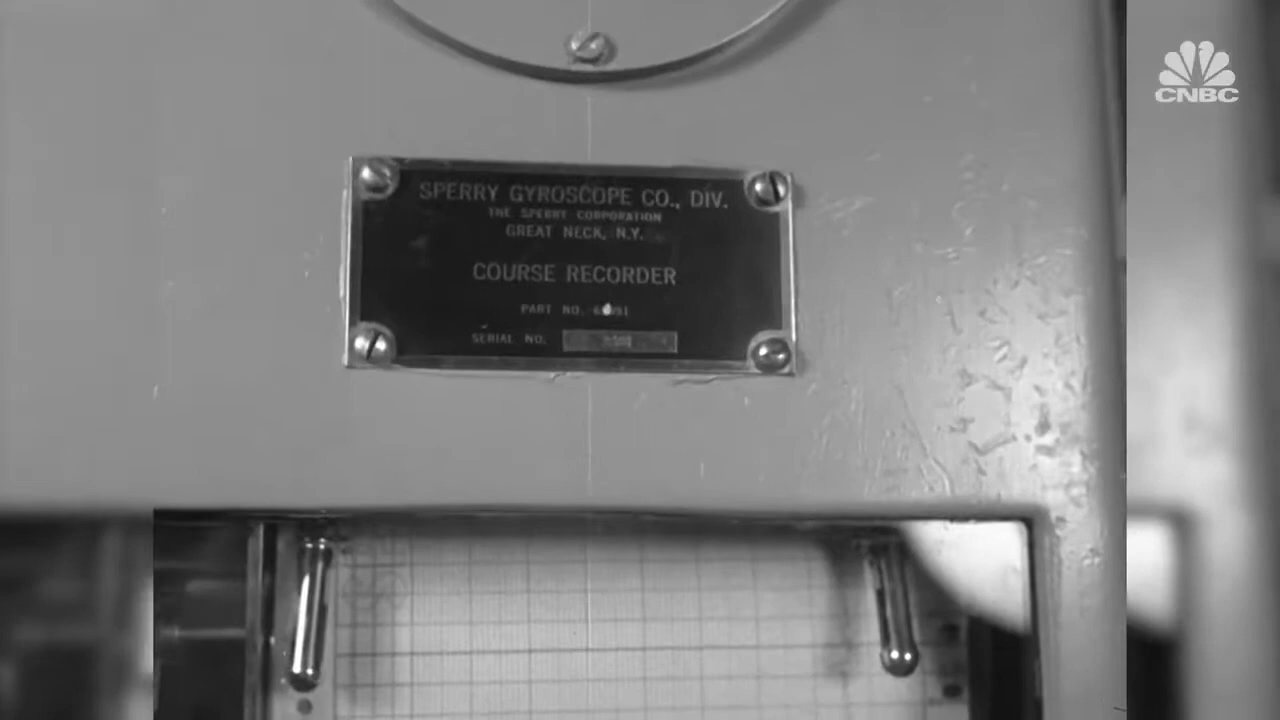 CNBC
SPERRY GYROSCOPE CO., DIV.
THE SPERRY CORPORATION
GREAT NECK, N.Y.
COURSE RECORDER
PART NO.
SERIAL NO.